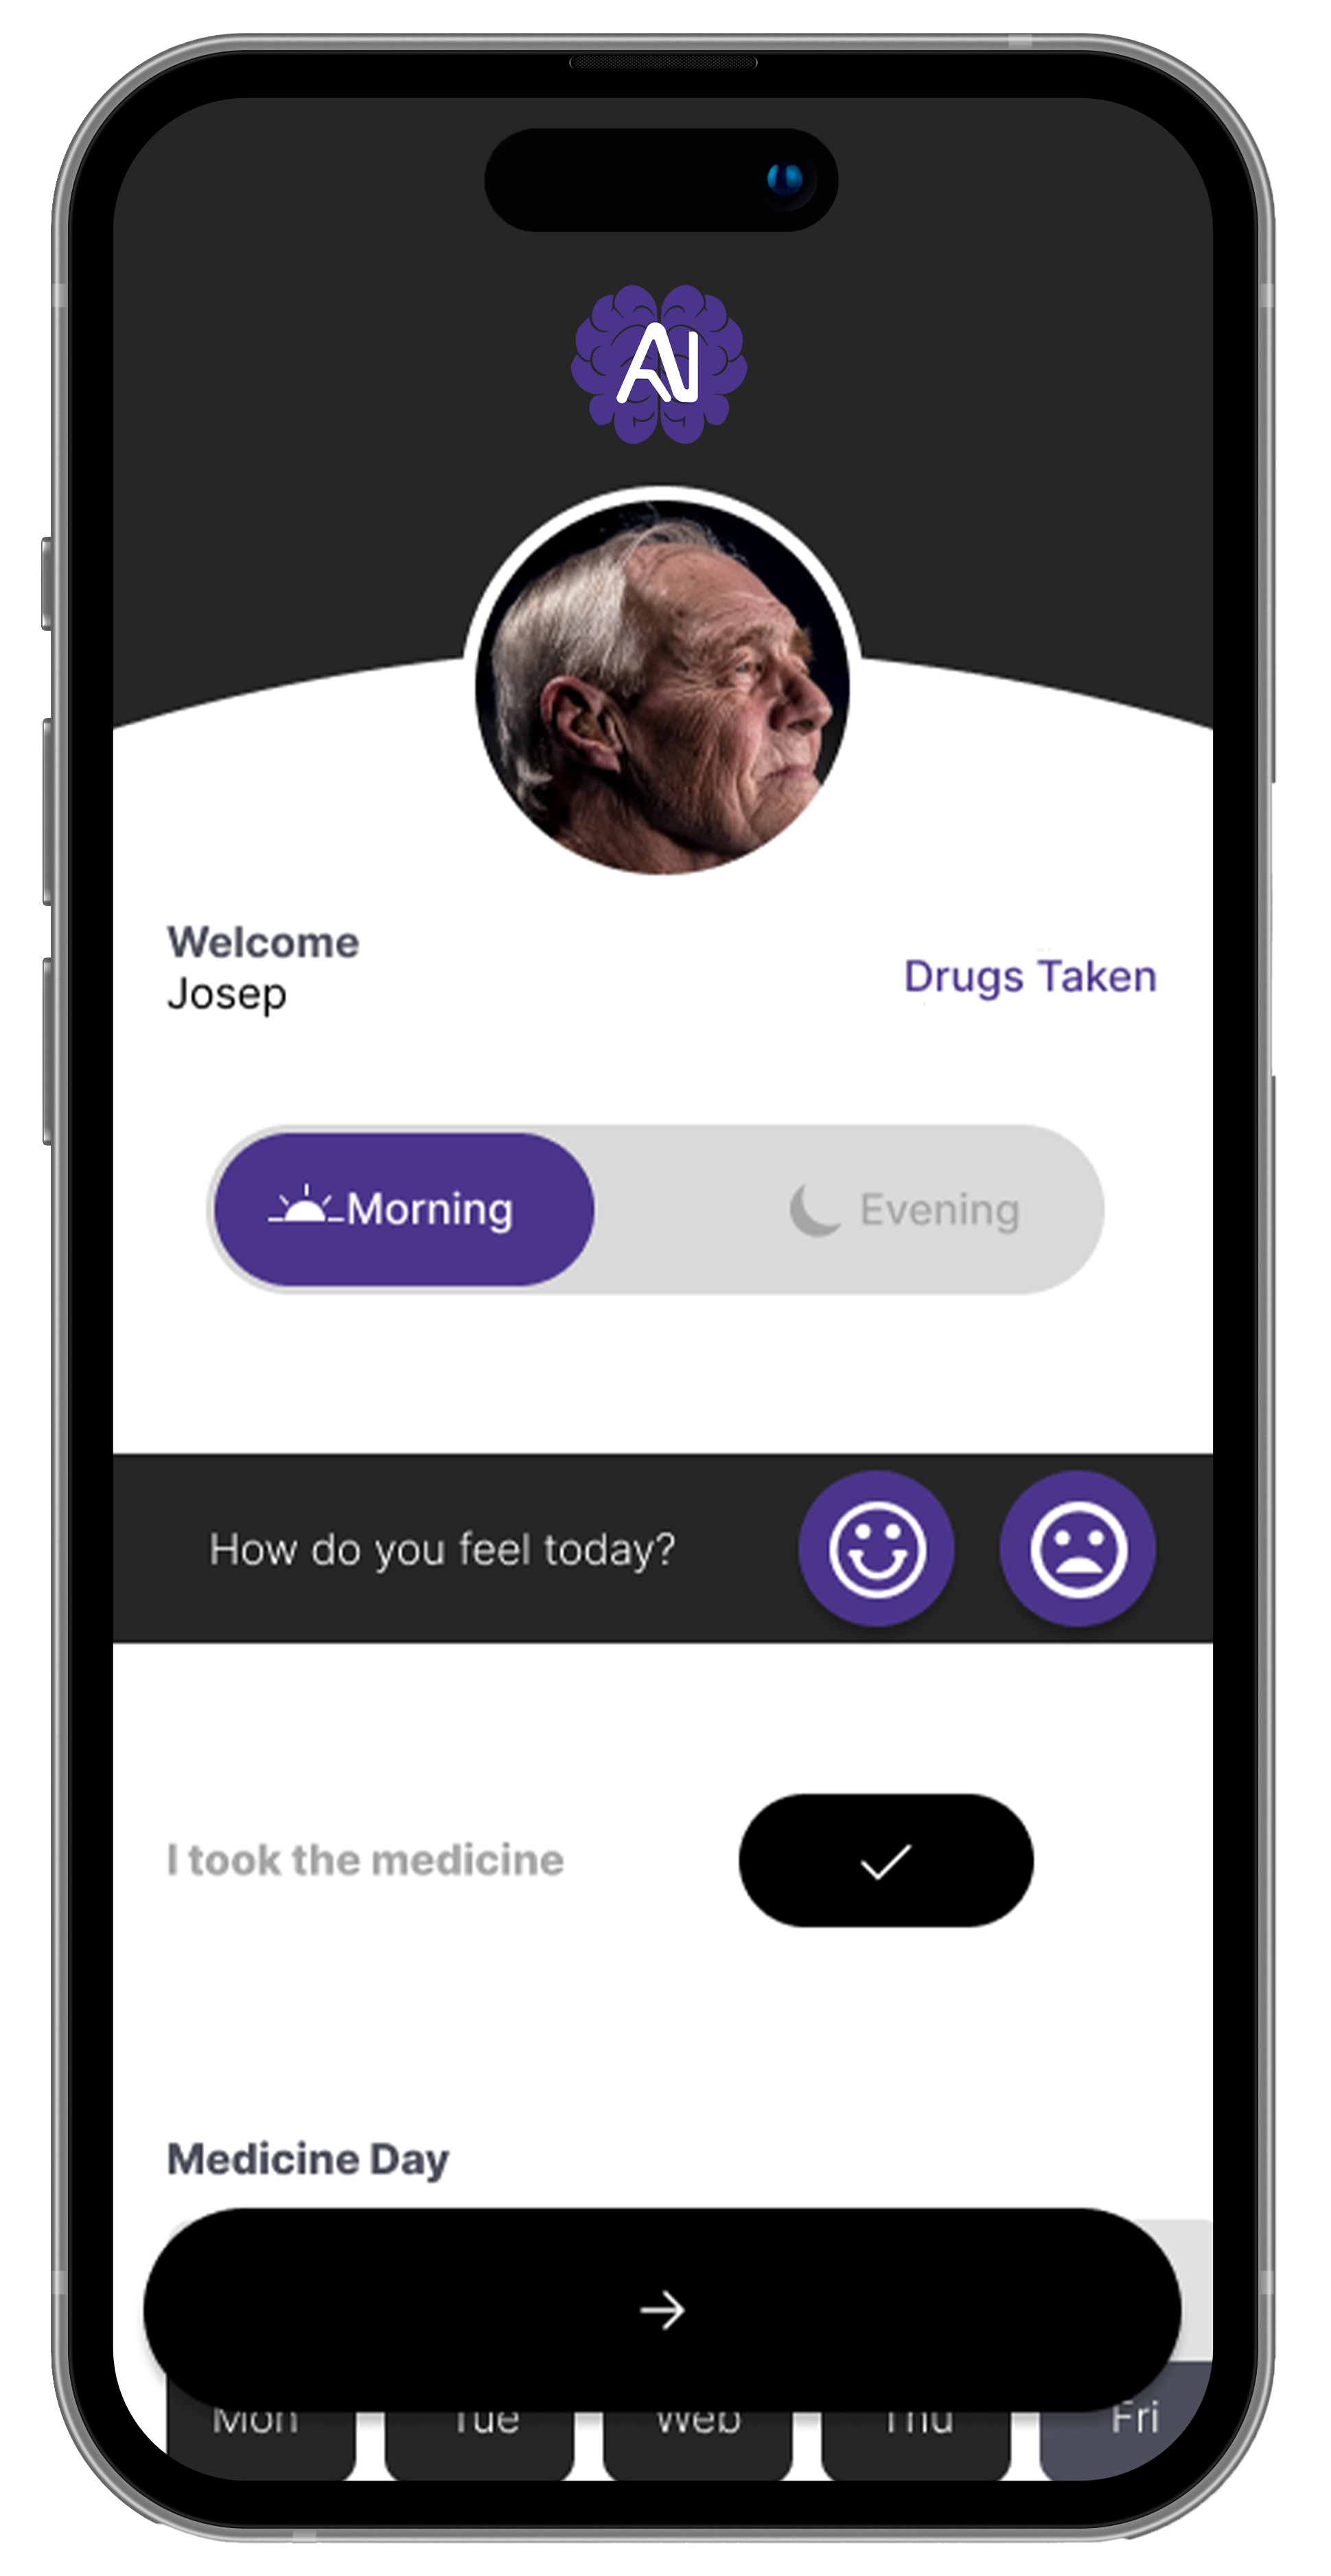 AI
Welcome
Josep
Drugs Taken
Morning
Evening
How do you feel today?
I took the medicine
Medicine Day
Mon
Tue
Web
Thu
Fri